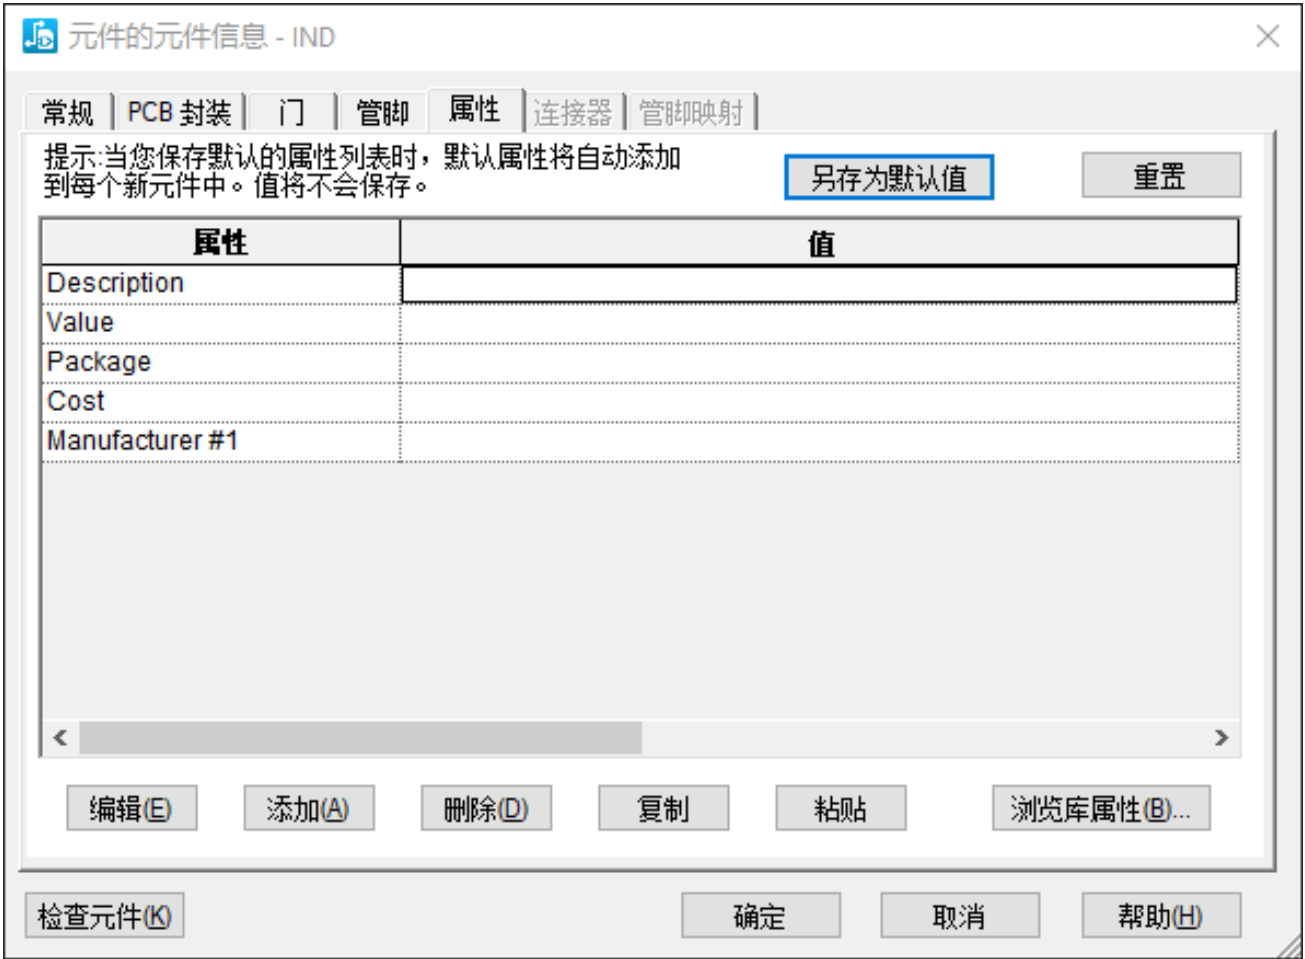 元件的元件信息 - IND
常规 PCB 封装 门 管脚 属性 连接器 管脚映射
提示:当您保存默认的属性列表时，默认属性将自动添加
到每个新元件中。值将不会保存。
另存为默认值 重置
属性 值
Description
Value
Package
Cost
Manufacturer #1
编辑(E) 添加(A) 删除(D) 复制 粘贴 浏览库属性(B)...
检查元件(K) 确定 取消 帮助(H)